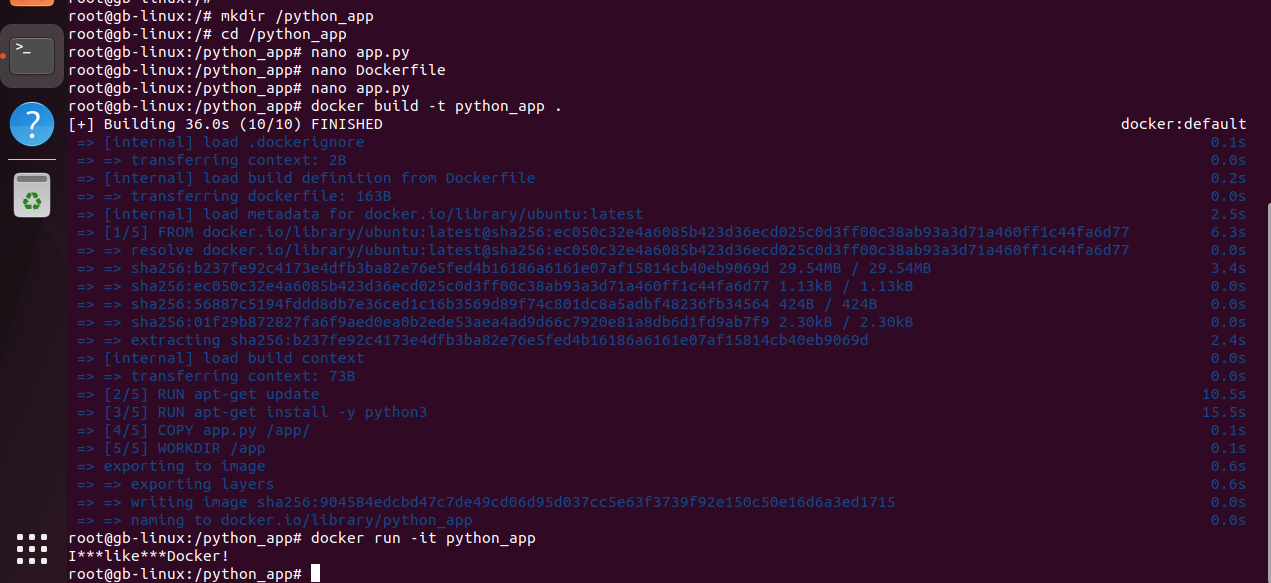 root@gb-linux:/#
root@gb-linux:/# mkdir /python_app
root@gb-linux:/# cd /python_app
root@gb-linux:/python_app# nano app.py
root@gb-linux:/python_app# nano Dockerfile
root@gb-linux:/python_app# nano app.py
root@gb-linux:/python_app# docker build -t python_app .
[+] Building 36.0s (10/10) FINISHED docker:default
=> [internal] load .dockerignore 0.1s
=> => transferring context: 2B 0.0s
=> [internal] load build definition from Dockerfile 0.2s
=> => transferring dockerfile: 163B 0.0s
=> [internal] load metadata for docker.io/library/ubuntu:latest 2.5s
=> [1/5] FROM docker.io/library/ubuntu:latest@sha256:ec050c32e4a6085b423d36ecd025c0d3ff00c38ab93a3d71a460ff1c44fa6d77 6.3s
=> => resolve docker.io/library/ubuntu:latest@sha256:ec050c32e4a6085b423d36ecd025c0d3ff00c38ab93a3d71a460ff1c44fa6d77 0.0s
=> => sha256:b237fe92c4173e4dfb3ba82e76e5fed4b16186a6161e07af15814cb40eb9069d 29.54MB / 29.54MB 3.4s
=> => sha256:ec050c32e4a6085b423d36ecd025c0d3ff00c38ab93a3d71a460ff1c44fa6d77 1.13kB / 1.13kB 0.0s
=> => sha256:56887c5194fddd8db7e36ced1c16b3569d89f74c801dc8a5adbf48236fb34564 424B / 424B 0.0s
=> => sha256:01f29b872827fa6f9aed0ea0b2ede53aea4ad9d66c7920e81a8db6d1fd9ab7f9 2.30kB / 2.30kB 0.0s
=> => extracting sha256:b237fe92c4173e4dfb3ba82e76e5fed4b16186a6161e07af15814cb40eb9069d 2.4s
=> [internal] load build context 0.0s
=> => transferring context: 73B 0.0s
=> [2/5] RUN apt-get update 10.5s
=> [3/5] RUN apt-get install -y python3 15.5s
=> [4/5] COPY app.py /app/ 0.1s
=> [5/5] WORKDIR /app 0.1s
=> exporting to image 0.6s
=> => exporting layers 0.6s
=> => writing image sha256:904584edcbd47c7de49cd06d95d037cc5e63f3739f92e150c50e16d6a3ed1715 0.0s
=> => naming to docker.io/library/python_app 0.0s
root@gb-linux:/python_app# docker run -it python_app
I***like***Docker!
root@gb-linux:/python_app#